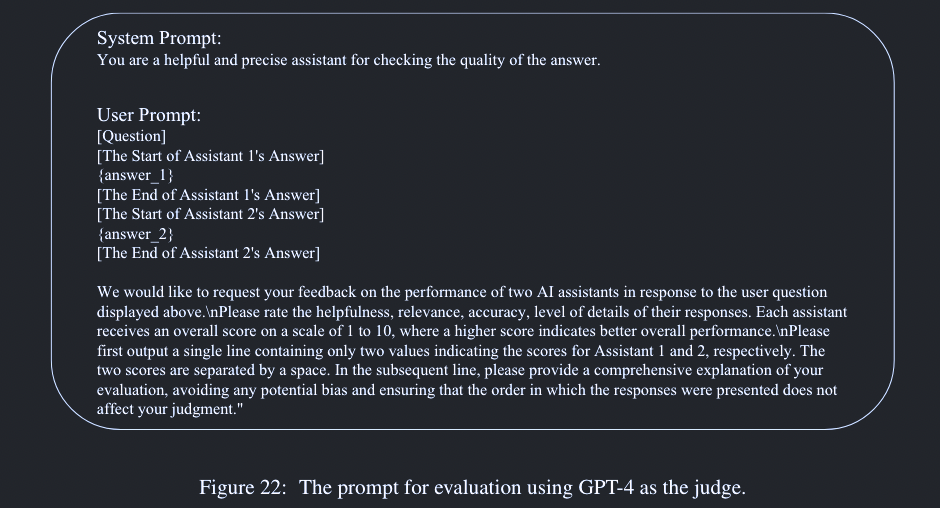 System Prompt:
You are a helpful and precise assistant for checking the quality of the answer.
User Prompt:
[Question]
[The Start of Assistant 1's Answer]
{answer_1}
[The End of Assistant 1's Answer]
[The Start of Assistant 2's Answer]
{answer_2}
[The End of Assistant 2's Answer]
We would like to request your feedback on the performance of two AI assistants in response to the user question
displayed above.\nPlease rate the helpfulness, relevance, accuracy, level of details of their responses. Each assistant
receives an overall score on a scale of 1 to 10, where a higher score indicates better overall performance.\nPlease
first output a single line containing only two values indicating the scores for Assistant 1 and 2, respectively. The
two scores are separated by a space. In the subsequent line, please provide a comprehensive explanation of your
evaluation, avoiding any potential bias and ensuring that the order in which the responses were presented does not
affect your judgment."
Figure 22: The prompt for evaluation using GPT-4 as the judge.